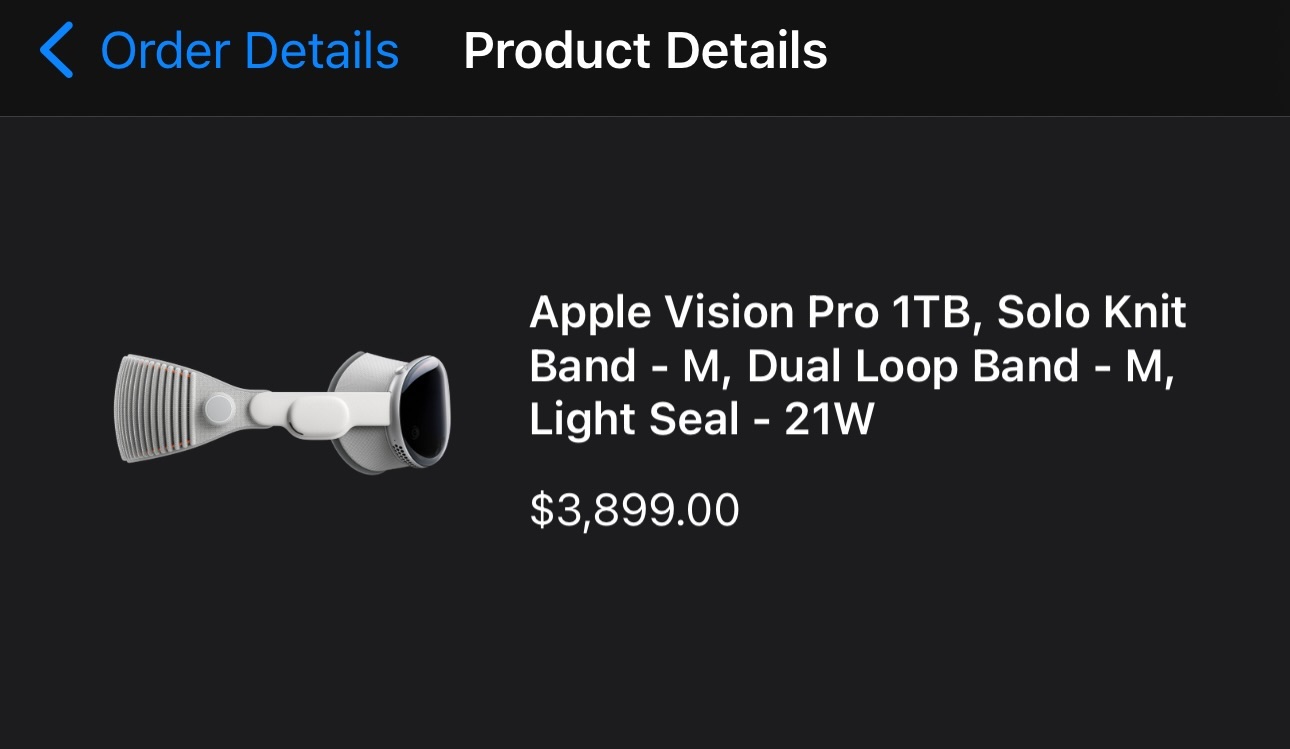 Order Details
Product Details
Apple Vision Pro 1TB, Solo Knit
Band - M, Dual Loop Band - M,
Light Seal - 21W
$3,899.00